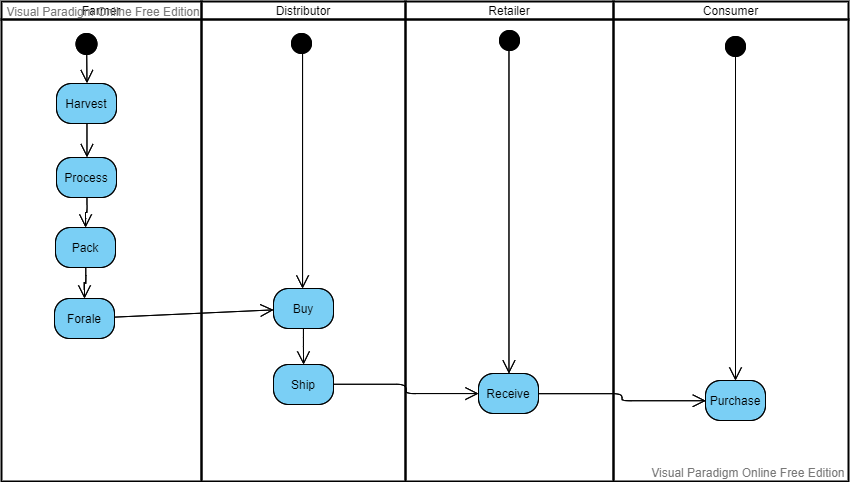 Visual Paradigm Online Free Edition
Farmer
Distributor
Retailer
Consumer
Harvest
Process
Pack
Forale
Buy
Ship
Receive
Purchase
Visual Paradigm Online Free Edition